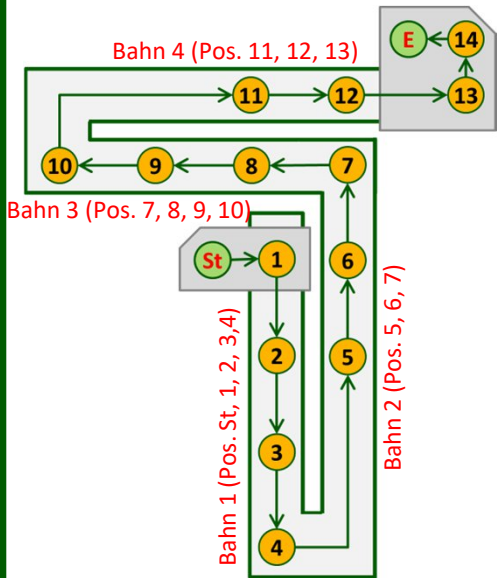 E
14
Bahn 4 (Pos. 11, 12, 13)
11
12
13
10
9
8
7
Bahn 3 (Pos. 7, 8, 9, 10)
St
1
6
2
5
3
4
Bahn 1 (Pos. St, 1, 2, 3,4)
Bahn 2 (Pos. 5, 6, 7)